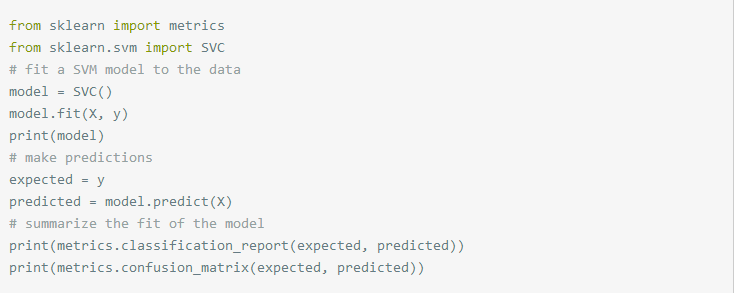 from sklearn import metrics
from sklearn.svm import SVC
# fit a SVM model to the data
model = SVC()
model.fit(X, y)
print(model)
# make predictions
expected = y
predicted = model.predict(X)
# summarize the fit of the model
print(metrics.classification_report(expected, predicted))
print(metrics.confusion_matrix(expected, predicted))